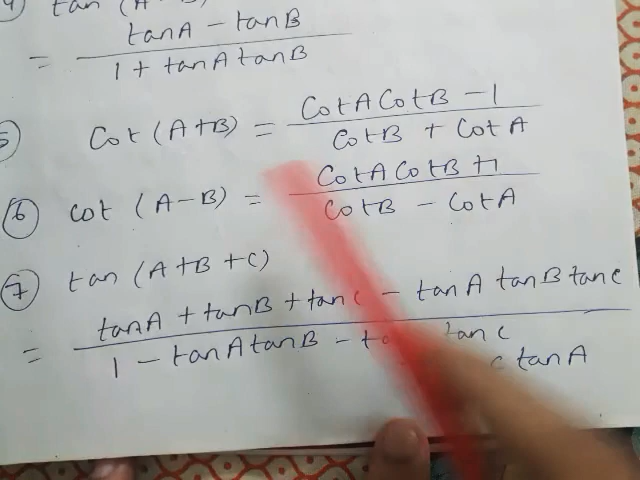 tan (A
= tanA - tanB / 1 + tanA tanB
5 Cot (A+B) = CotA CotB - 1 / CotB + CotA
6 cot (A-B) = CotA CotB + 1 / CotB - CotA
7 tan (A+B+C)
= tanA + tanB + tanC - tanA tanB tanC / 1 - tanA tanB - tanC
tanA